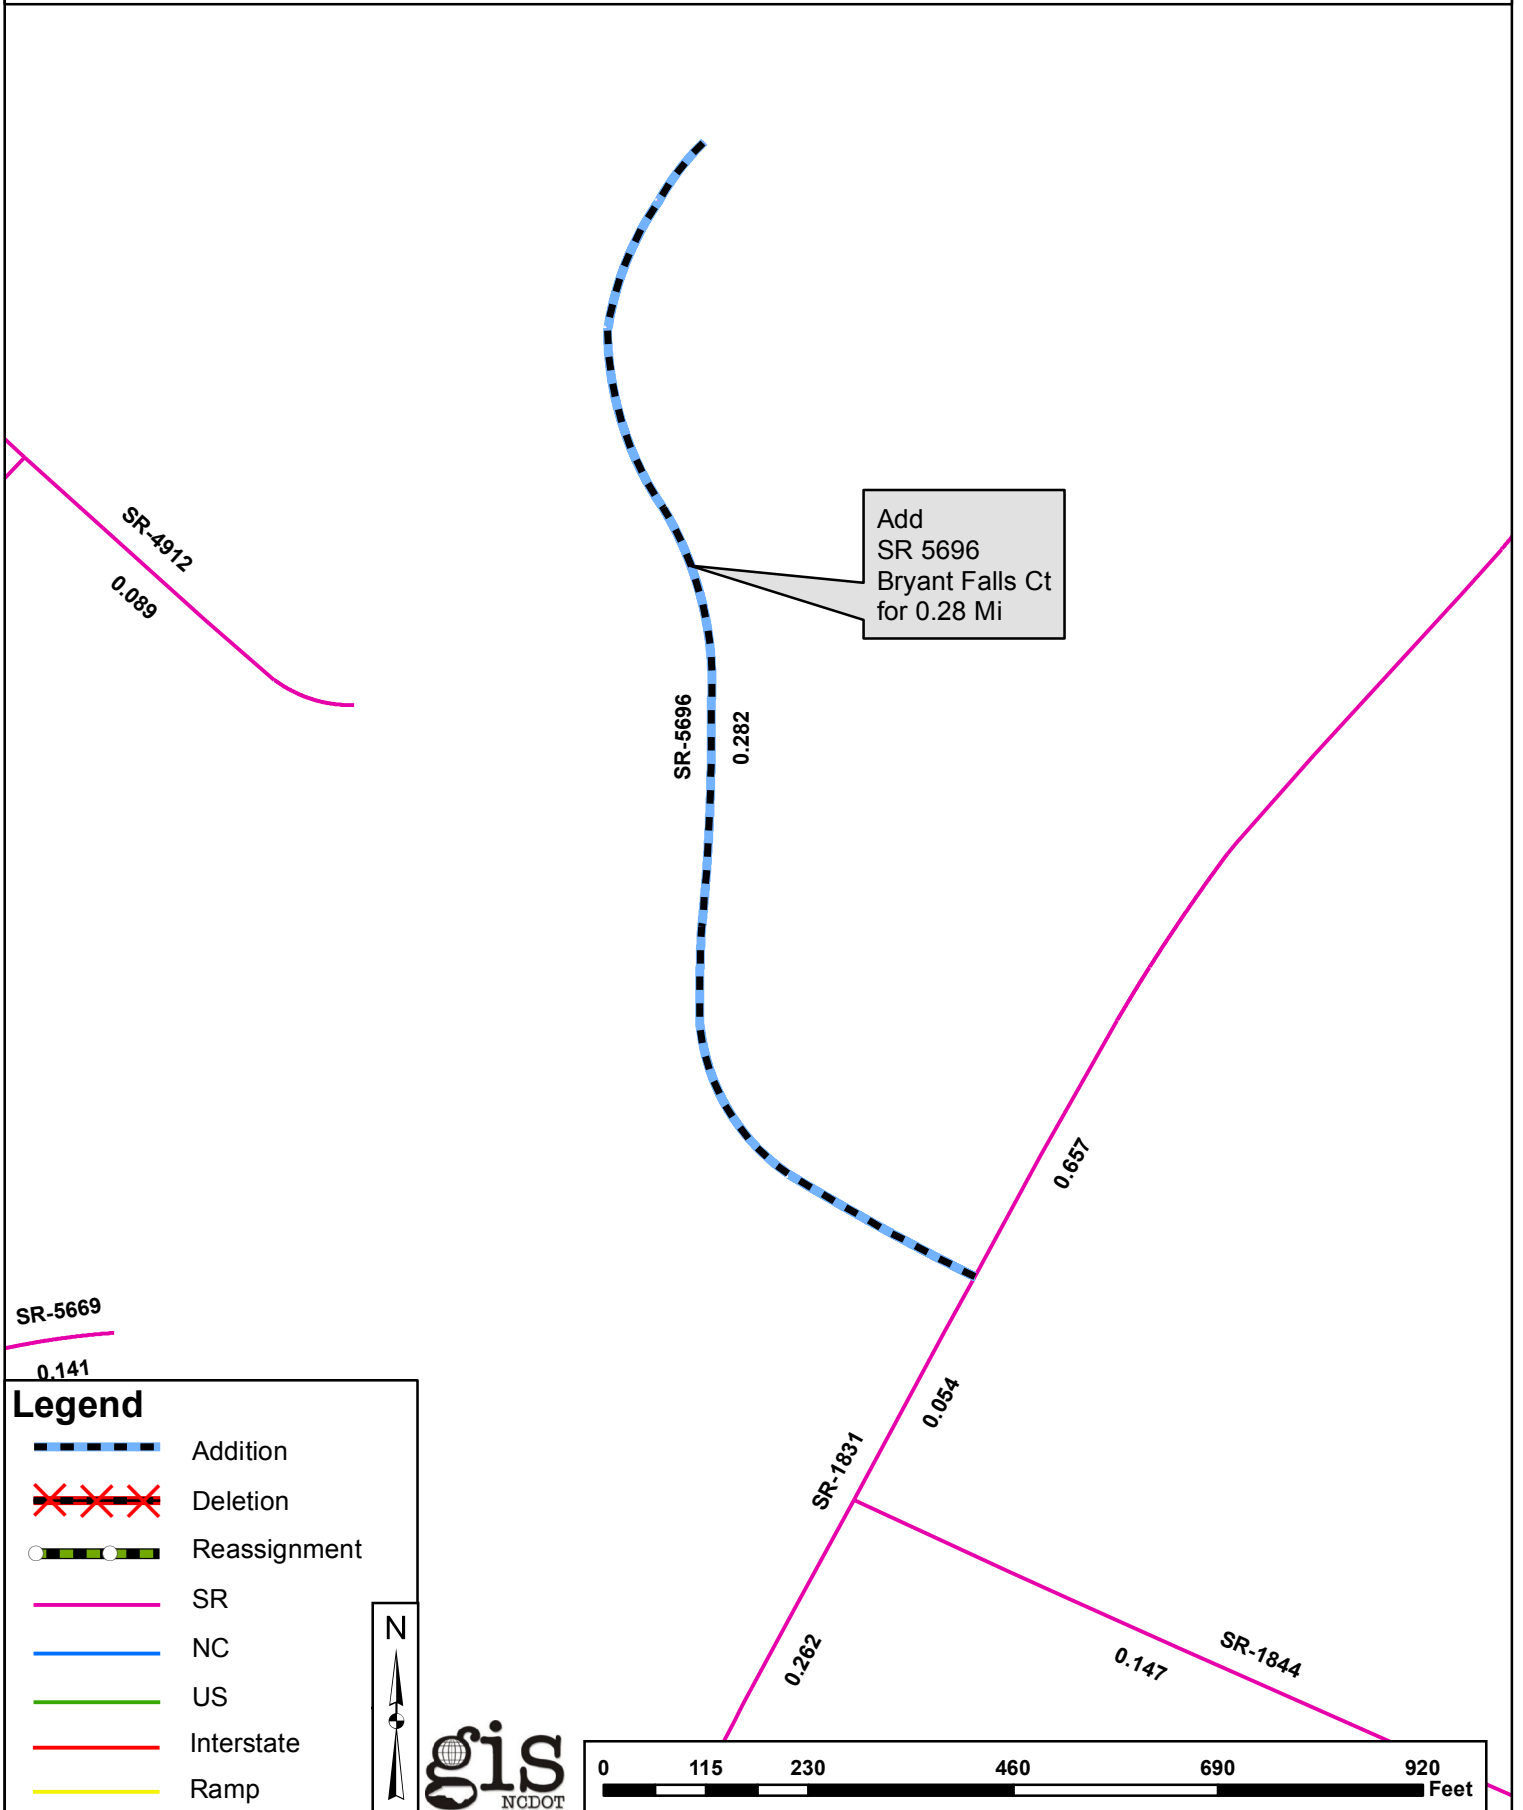 Add
SR 5696
Bryant Falls Ct
for 0.28 Mi
SR-4912
0.089
SR-5696
0.282
0.657
SR-5669
0.141
0.054
SR-1831
0.262
0.147
SR-1844
Legend
Addition
Deletion
Reassignment
SR
NC
US
Interstate
Ramp
N
gis
NCDOT
0 115 230 460 690 920
Feet